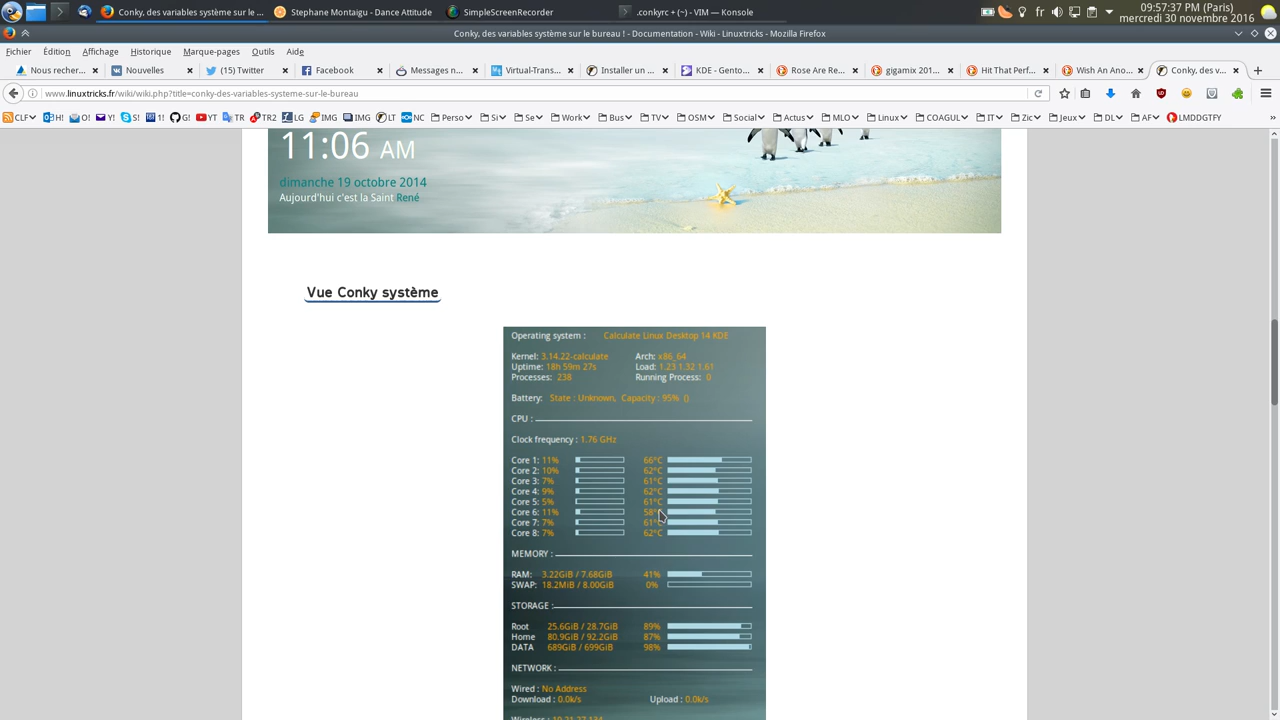 Conky, des variables système sur le ...
Stephane Montaigu - Dance Attitude
SimpleScreenRecorder
.conkyrc + (~) - VIM — Konsole
fr
09:57:37 PM (Paris)
mercredi 30 novembre 2016
Conky, des variables système sur le bureau ! - Documentation - Wiki - Linuxtricks - Mozilla Firefox
Fichier Édition Affichage Historique Marque-pages Outils Aide
Nous recher... Nouvelles (15) Twitter Facebook Messages n... Virtual-Trans... Installer un ... KDE - Gento... Rose Are Re... gigamix 201... Hit That Perf... Wish An Ano... Conky, des v...
www.linuxtricks.fr/wiki/wiki.php?title=conky-des-variables-systeme-sur-le-bureau
CLF H! O! Y! S! 1! G! YT TR TR2 LG IMG IMG LT NC Perso Si Se Work Bus TV OSM Social Actus MLO Linux COAGUL IT Zic Jeux DL AF LMDDGTFY »
11:06 AM
dimanche 19 octobre 2014
Aujourd'hui c'est la Saint René
Vue Conky système
Operating system : Calculate Linux Desktop 14 KDE
Kernel: 3.14.22-calculate Arch: x86_64
Uptime: 18h 59m 27s Load: 1.23 1.32 1.61
Processes: 238 Running Process: 0
Battery: State : Unknown, Capacity : 95% ()
CPU :
Clock frequency : 1.76 GHz
Core 1: 11% 66°C
Core 2: 10% 62°C
Core 3: 7% 61°C
Core 4: 9% 62°C
Core 5: 5% 61°C
Core 6: 11% 58°C
Core 7: 7% 61°C
Core 8: 7% 62°C
MEMORY :
RAM: 3.22GiB / 7.68GiB 41%
SWAP: 18.2MiB / 8.00GiB 0%
STORAGE :
Root 25.6GiB / 28.7GiB 89%
Home 80.9GiB / 92.2GiB 87%
DATA 689GiB / 699GiB 98%
NETWORK :
Wired : No Address
Download : 0.0k/s Upload : 0.0k/s